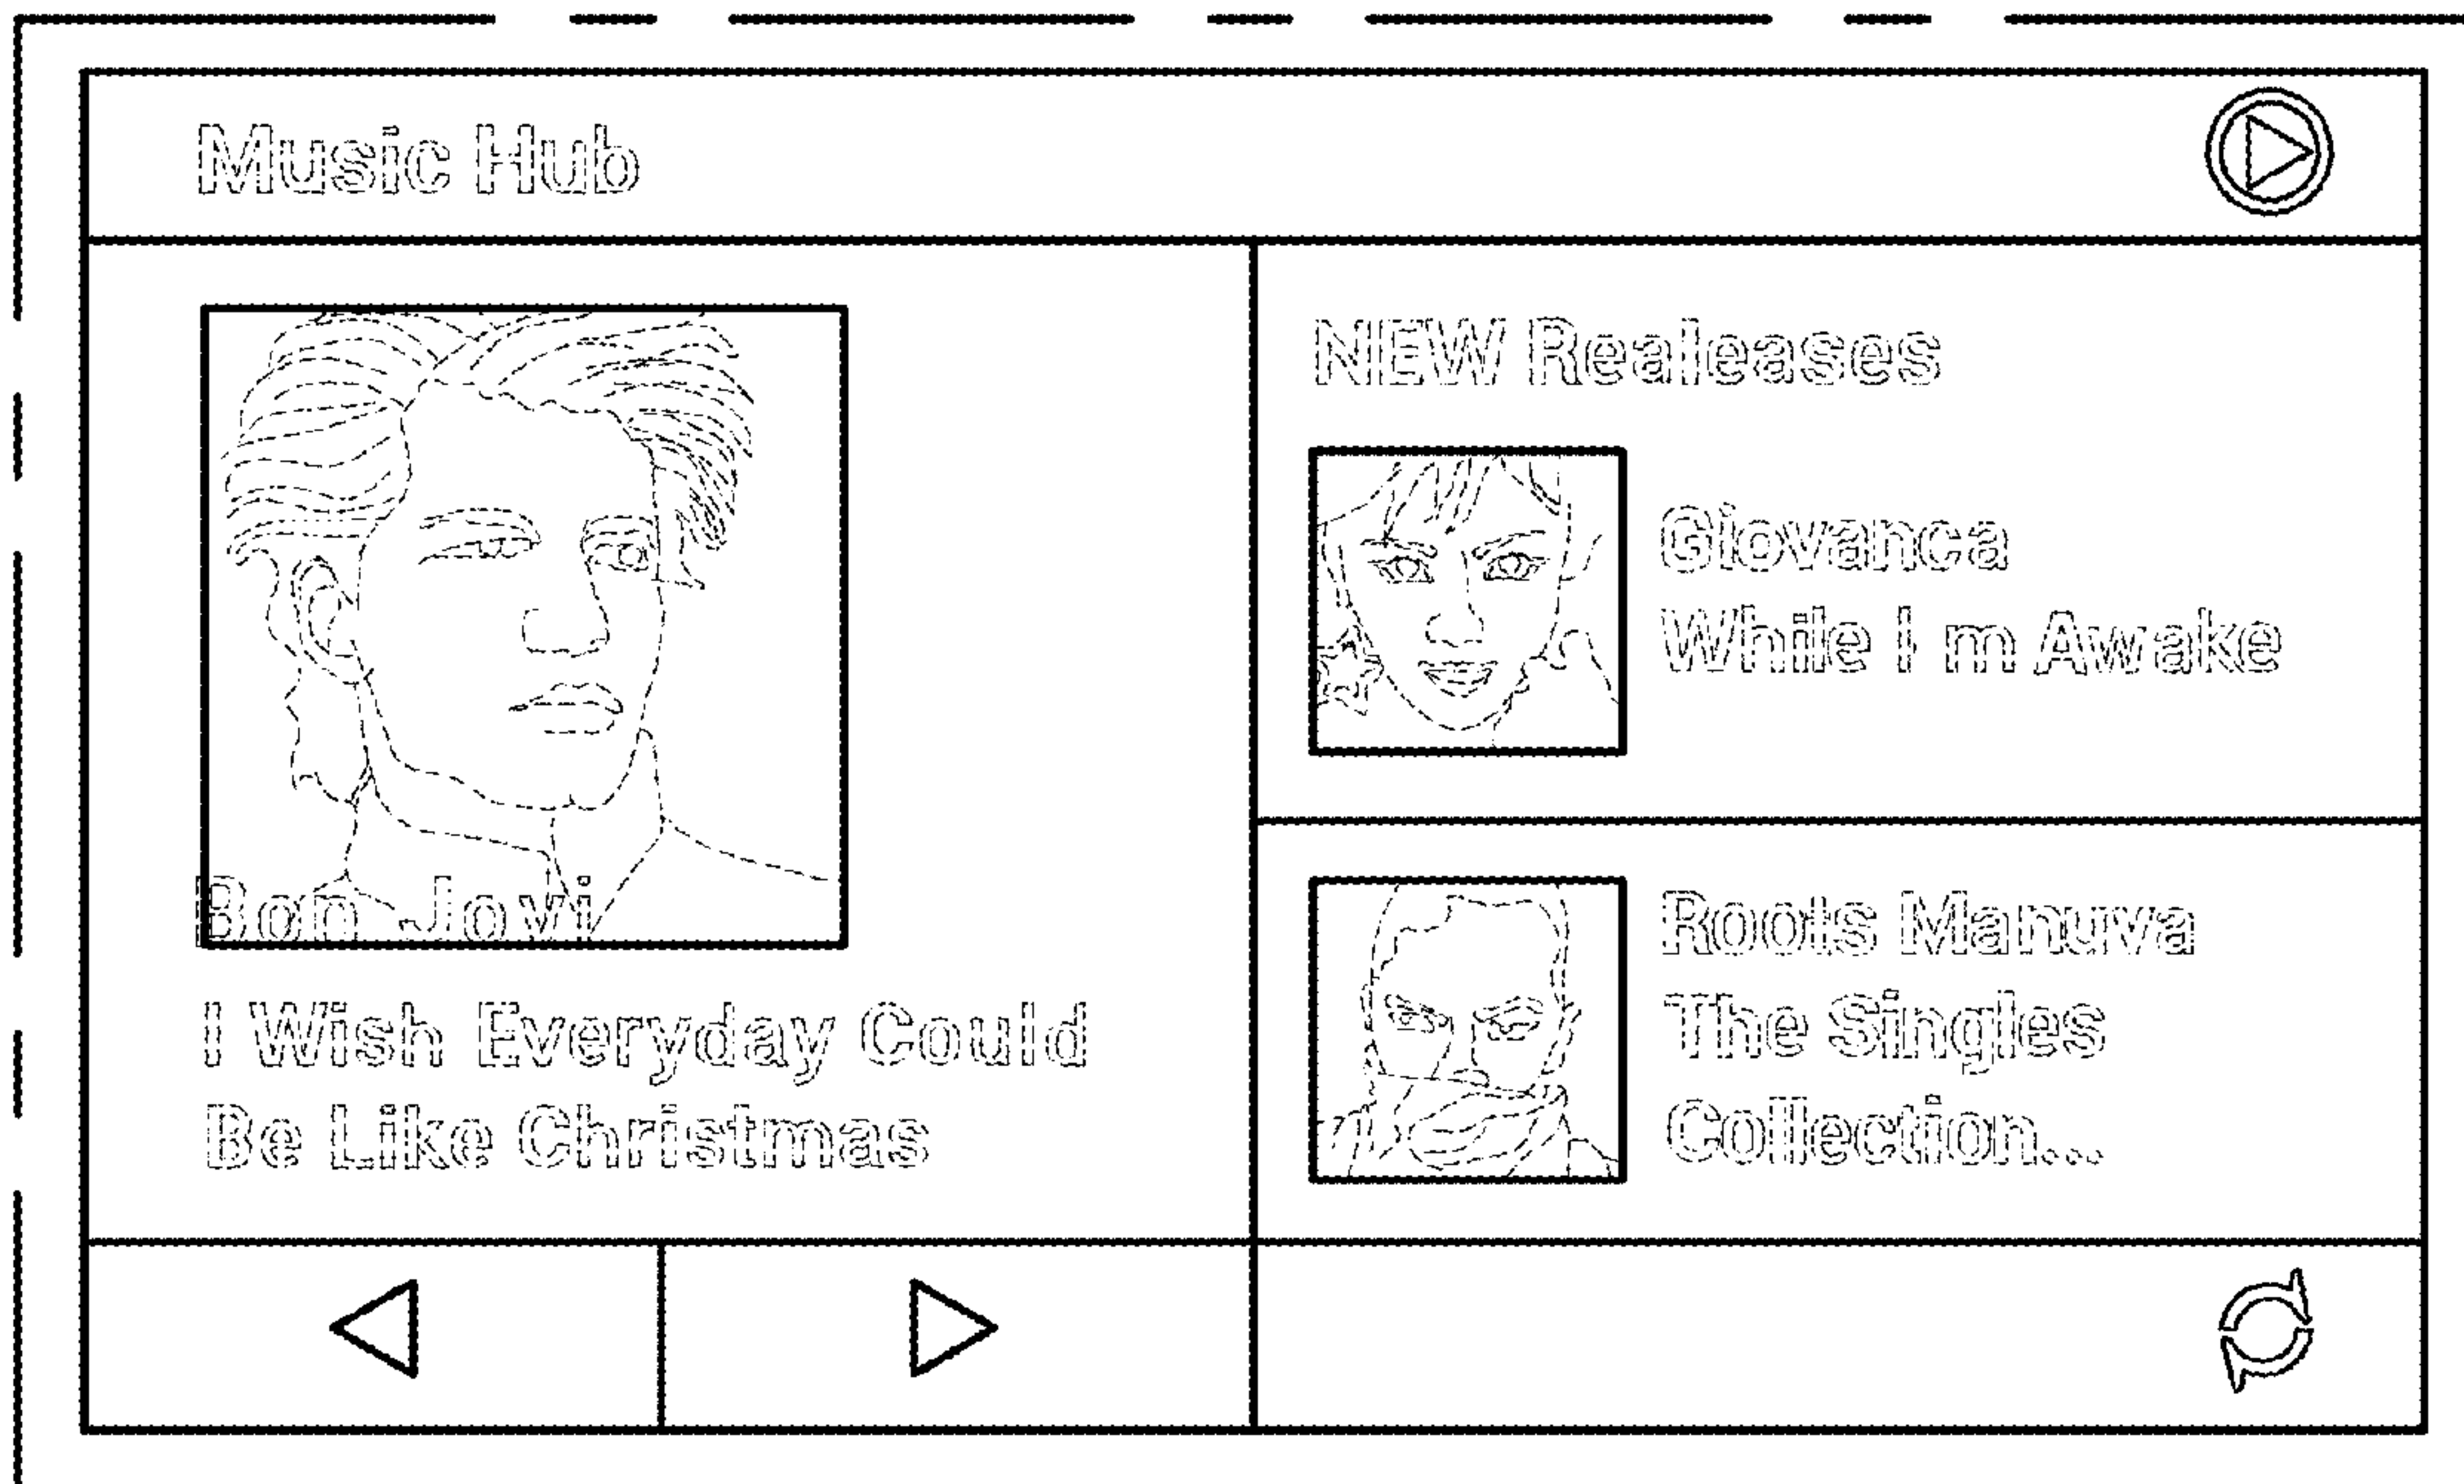 Music Hub
Bon Jovi
I Wish Everyday Could
Be Like Christmas
NEW Realeases
Giovanca
While I m Awake
Roots Manuva
The Singles
Collection...